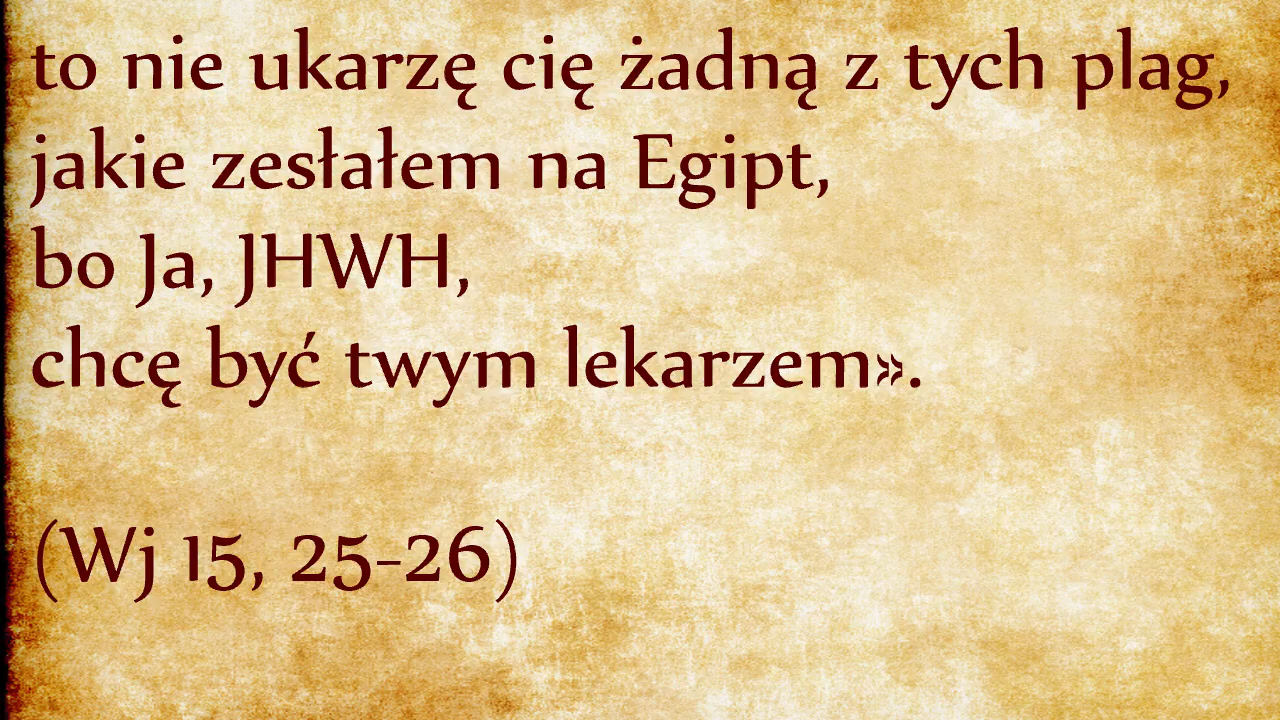 to nie ukarzę cię żadną z tych plag,
jakie zesłałem na Egipt,
bo Ja, JHWH,
chcę być twym lekarzem».
(Wj 15, 25-26)